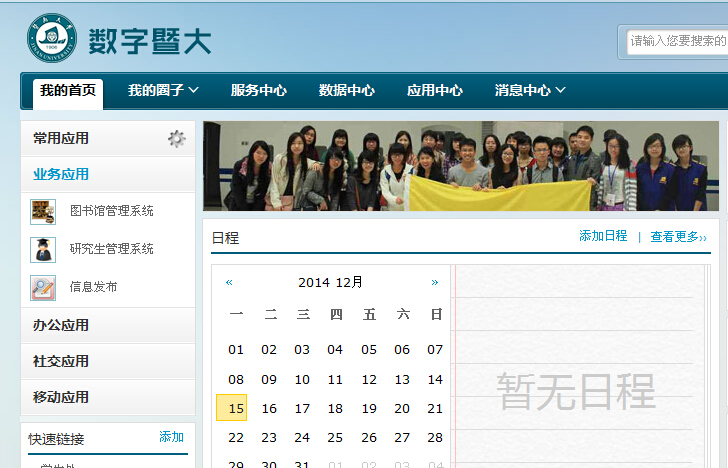 数字暨大
请输入您要搜索的
我的首页 我的圈子 服务中心 数据中心 应用中心 消息中心
常用应用
业务应用
图书馆管理系统
研究生管理系统
信息发布
办公应用
社交应用
移动应用
快速链接 添加
日程 添加日程 | 查看更多››
« 2014 12月 »
一 二 三 四 五 六 日
01 02 03 04 05 06 07
08 09 10 11 12 13 14
15 16 17 18 19 20 21
22 23 24 25 26 27 28
29 30 31 01 02 03 04
暂无日程